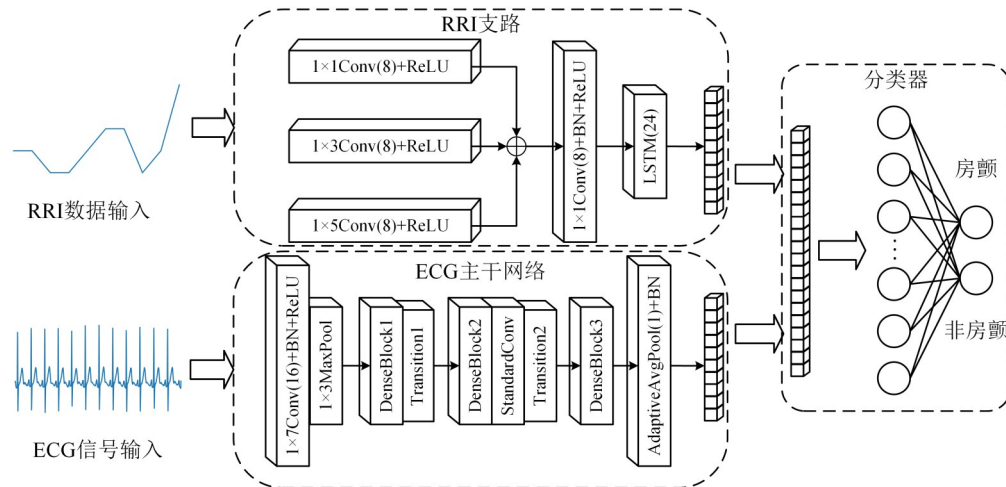 RRI支路
1×1Conv(8)+ReLU
1×3Conv(8)+ReLU
1×5Conv(8)+ReLU
1×1Conv(8)+BN+ReLU
LSTM(24)
RRI数据输入
ECG主干网络
1×7Conv(16)+BN+ReLU
1×3MaxPool
DenseBlock1
Transition1
DenseBlock2
StandardConv
Transition2
DenseBlock3
AdaptiveAvgPool(1)+BN
ECG信号输入
分类器
房颤
非房颤